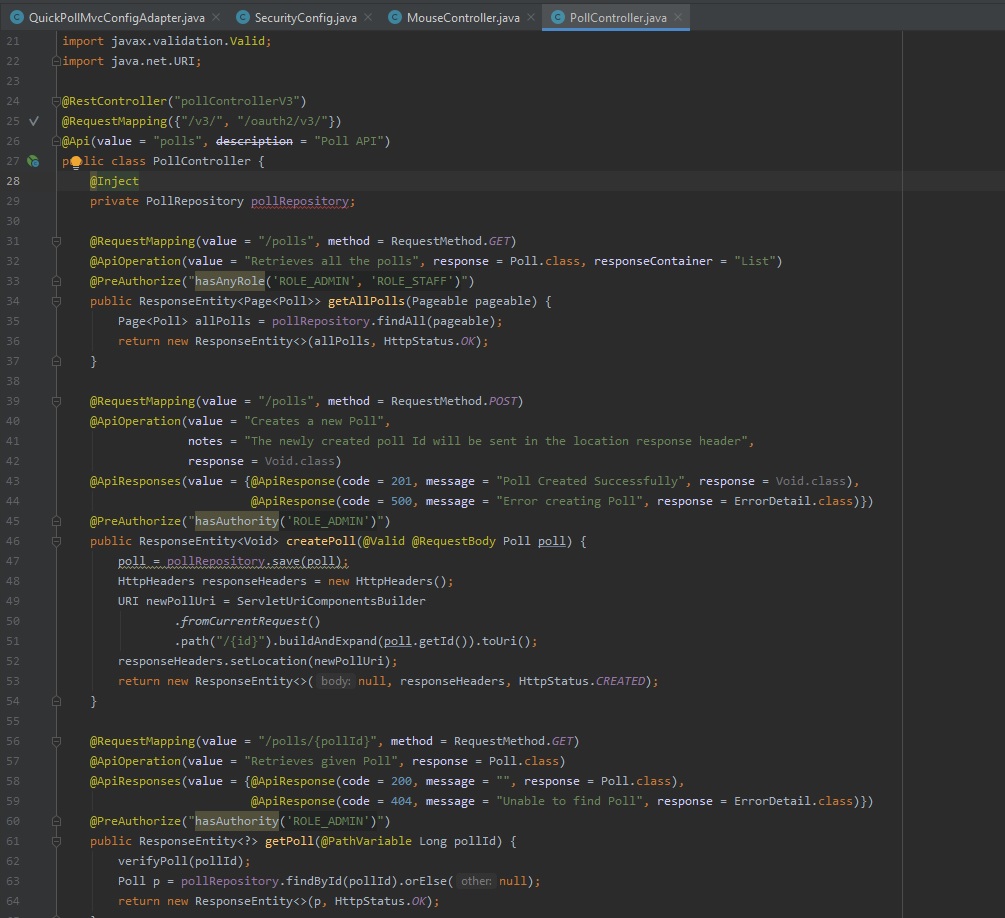 QuickPollMvcConfigAdapter.java SecurityConfig.java MouseController.java PollController.java
21 import javax.validation.Valid;
22 import java.net.URI;
23
24 @RestController("pollControllerV3")
25 @RequestMapping({"/v3/", "/oauth2/v3/"})
26 @Api(value = "polls", description = "Poll API")
27 public class PollController {
28 @Inject
29 private PollRepository pollRepository;
30
31 @RequestMapping(value = "/polls", method = RequestMethod.GET)
32 @ApiOperation(value = "Retrieves all the polls", response = Poll.class, responseContainer = "List")
33 @PreAuthorize("hasAnyRole('ROLE_ADMIN', 'ROLE_STAFF')")
34 public ResponseEntity<Page<Poll>> getAllPolls(Pageable pageable) {
35 Page<Poll> allPolls = pollRepository.findAll(pageable);
36 return new ResponseEntity<>(allPolls, HttpStatus.OK);
37 }
38
39 @RequestMapping(value = "/polls", method = RequestMethod.POST)
40 @ApiOperation(value = "Creates a new Poll",
41 notes = "The newly created poll Id will be sent in the location response header",
42 response = Void.class)
43 @ApiResponses(value = {@ApiResponse(code = 201, message = "Poll Created Successfully", response = Void.class),
44 @ApiResponse(code = 500, message = "Error creating Poll", response = ErrorDetail.class)})
45 @PreAuthorize("hasAuthority('ROLE_ADMIN')")
46 public ResponseEntity<Void> createPoll(@Valid @RequestBody Poll poll) {
47 poll = pollRepository.save(poll);
48 HttpHeaders responseHeaders = new HttpHeaders();
49 URI newPollUri = ServletUriComponentsBuilder
50 .fromCurrentRequest()
51 .path("/{id}").buildAndExpand(poll.getId()).toUri();
52 responseHeaders.setLocation(newPollUri);
53 return new ResponseEntity<>( body: null, responseHeaders, HttpStatus.CREATED);
54 }
55
56 @RequestMapping(value = "/polls/{pollId}", method = RequestMethod.GET)
57 @ApiOperation(value = "Retrieves given Poll", response = Poll.class)
58 @ApiResponses(value = {@ApiResponse(code = 200, message = "", response = Poll.class),
59 @ApiResponse(code = 404, message = "Unable to find Poll", response = ErrorDetail.class)})
60 @PreAuthorize("hasAuthority('ROLE_ADMIN')")
61 public ResponseEntity<?> getPoll(@PathVariable Long pollId) {
62 verifyPoll(pollId);
63 Poll p = pollRepository.findById(pollId).orElse( other: null);
64 return new ResponseEntity<>(p, HttpStatus.OK);